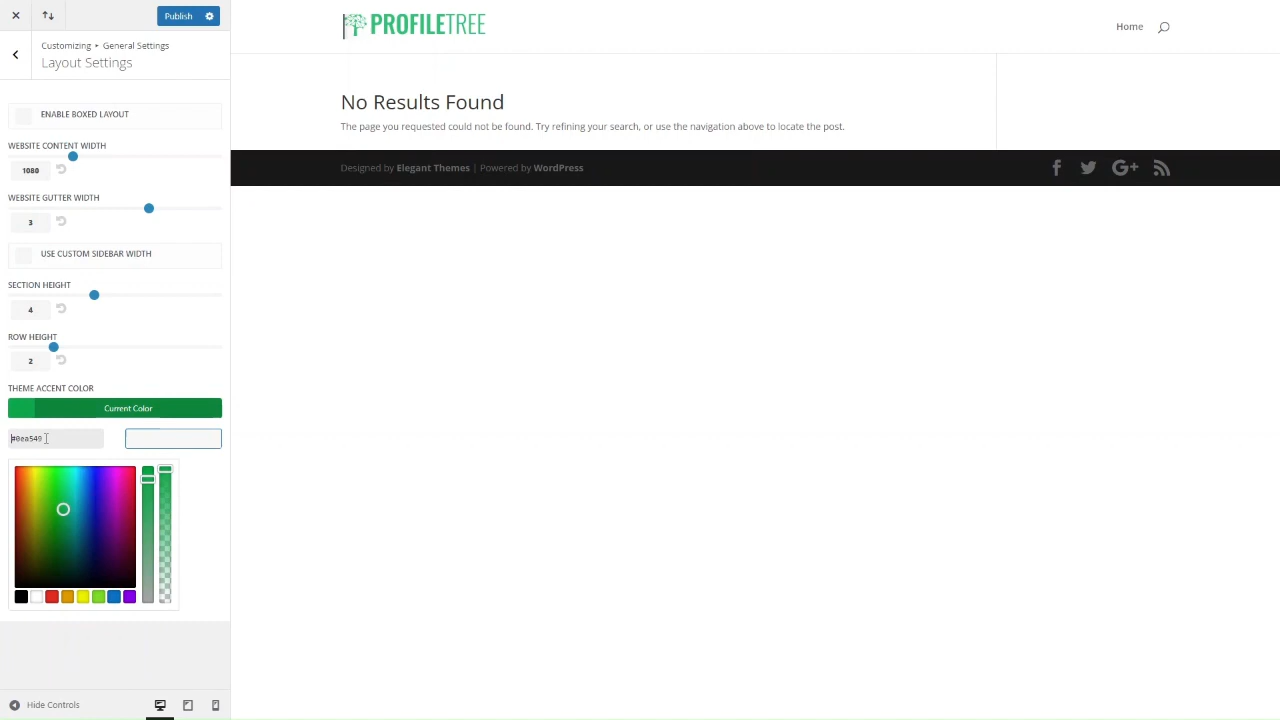 Publish
Customizing ▸ General Settings
Layout Settings
ENABLE BOXED LAYOUT
WEBSITE CONTENT WIDTH
1080
WEBSITE GUTTER WIDTH
3
USE CUSTOM SIDEBAR WIDTH
SECTION HEIGHT
4
ROW HEIGHT
2
THEME ACCENT COLOR
Current Color
#0ea549
Hide Controls
PROFILETREE
Home
No Results Found
The page you requested could not be found. Try refining your search, or use the navigation above to locate the post.
Designed by Elegant Themes | Powered by WordPress